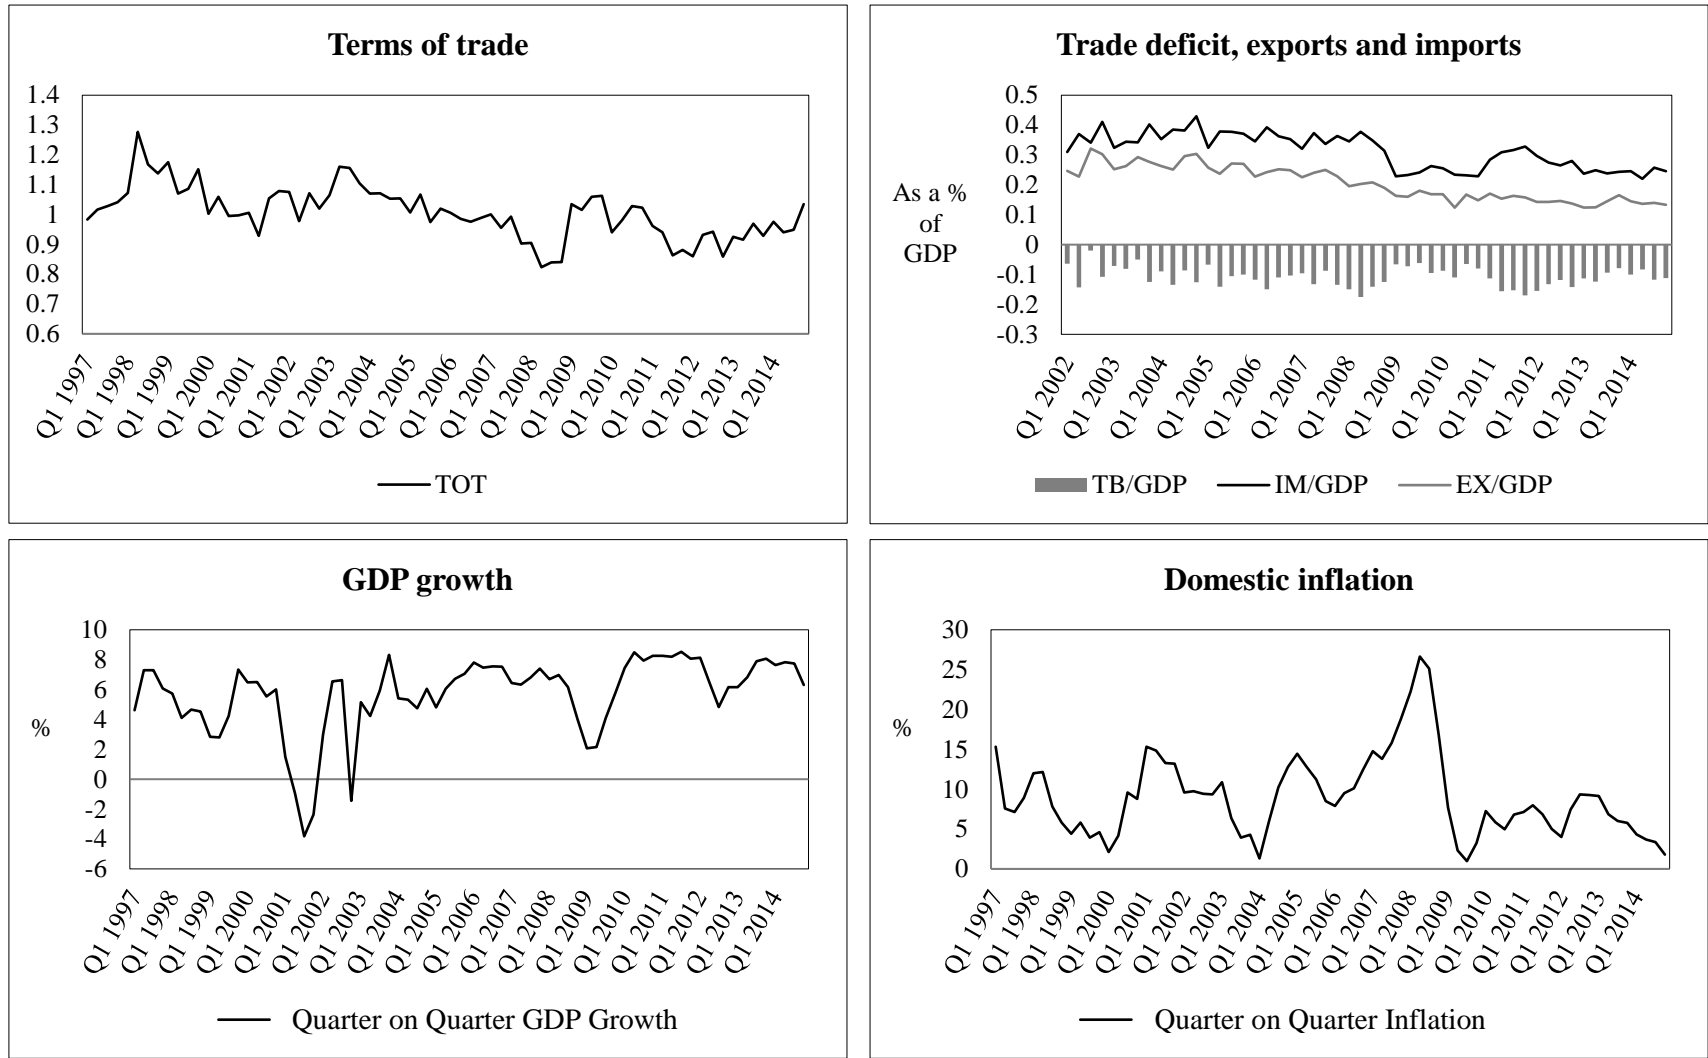 Terms of trade
1.4
1.3
1.2
1.1
1
0.9
0.8
0.7
0.6
Q1 1997
Q1 1998
Q1 1999
Q1 2000
Q1 2001
Q1 2002
Q1 2003
Q1 2004
Q1 2005
Q1 2006
Q1 2007
Q1 2008
Q1 2009
Q1 2010
Q1 2011
Q1 2012
Q1 2013
Q1 2014
TOT
Trade deficit, exports and imports
As a %
of
GDP
0.5
0.4
0.3
0.2
0.1
0
-0.1
-0.2
-0.3
Q1 2002
Q1 2003
Q1 2004
Q1 2005
Q1 2006
Q1 2007
Q1 2008
Q1 2009
Q1 2010
Q1 2011
Q1 2012
Q1 2013
Q1 2014
TB/GDP IM/GDP EX/GDP
GDP growth
%
10
8
6
4
2
0
-2
-4
-6
Q1 1997
Q1 1998
Q1 1999
Q1 2000
Q1 2001
Q1 2002
Q1 2003
Q1 2004
Q1 2005
Q1 2006
Q1 2007
Q1 2008
Q1 2009
Q1 2010
Q1 2011
Q1 2012
Q1 2013
Q1 2014
Quarter on Quarter GDP Growth
Domestic inflation
%
30
25
20
15
10
5
0
Q1 1997
Q1 1998
Q1 1999
Q1 2000
Q1 2001
Q1 2002
Q1 2003
Q1 2004
Q1 2005
Q1 2006
Q1 2007
Q1 2008
Q1 2009
Q1 2010
Q1 2011
Q1 2012
Q1 2013
Q1 2014
Quarter on Quarter Inflation